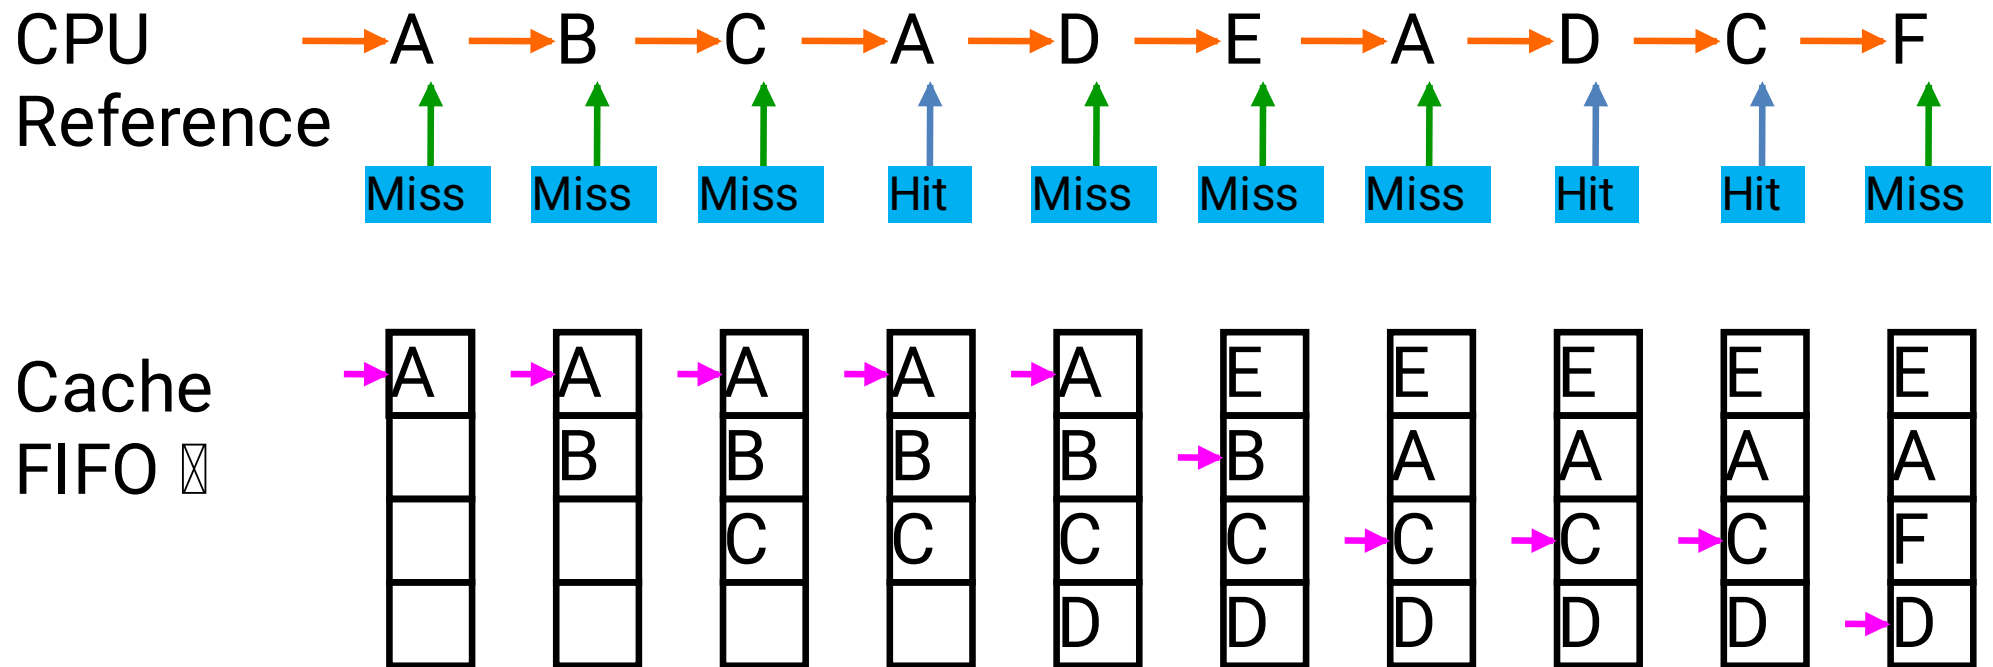 CPU A B C A D E A D C F
Reference
Miss Miss Miss Hit Miss Miss Miss Hit Hit Miss
Cache A A A A A E E E E E
FIFO B B B B B A A A A
C C C C C C C F
D D D D D D